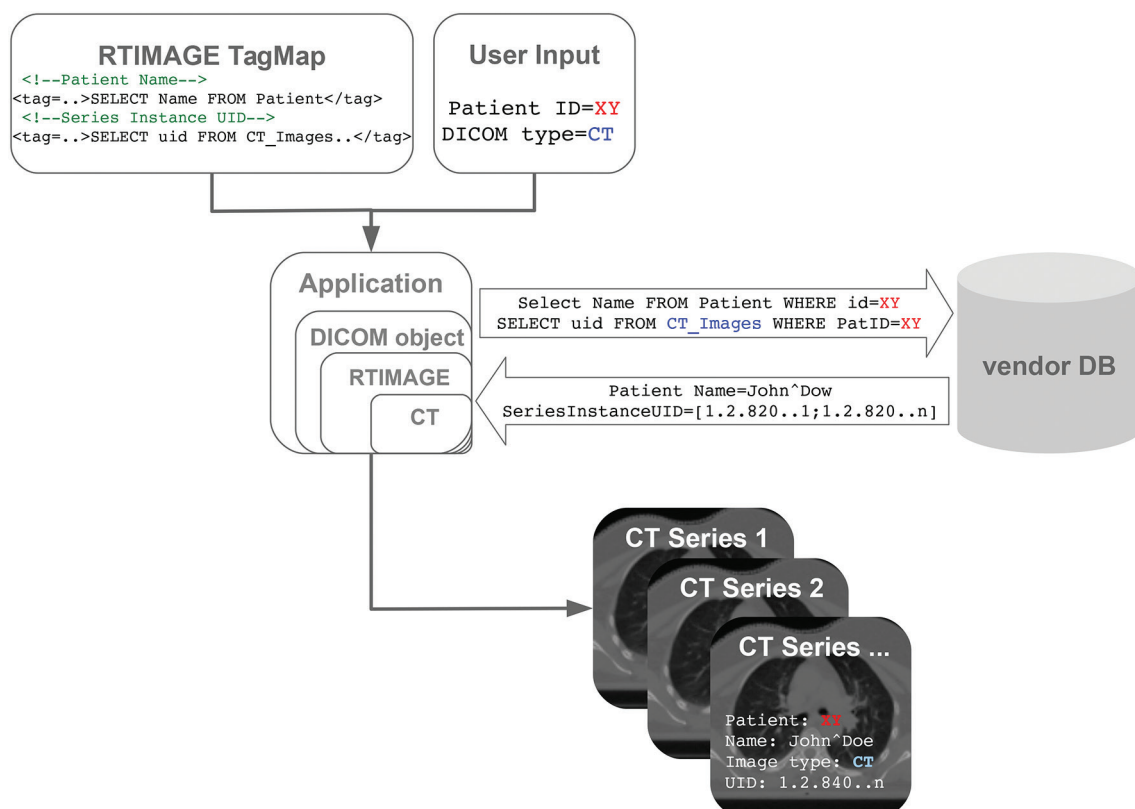 RTIMAGE TagMap
<!--Patient Name-->
<tag=..>SELECT Name FROM Patient</tag>
<!--Series Instance UID-->
<tag=..>SELECT uid FROM CT_Images..</tag>
User Input
Patient ID=XY
DICOM type=CT
Application
DICOM object
RTIMAGE
CT
Select Name FROM Patient WHERE id=XY
SELECT uid FROM CT_Images WHERE PatID=XY
Patient Name=John^Dow
SeriesInstanceUID=[1.2.820..1;1.2.820..n]
vendor DB
CT Series 1
CT Series 2
CT Series ...
Patient: XY
Name: John^Doe
Image type: CT
UID: 1.2.840..n